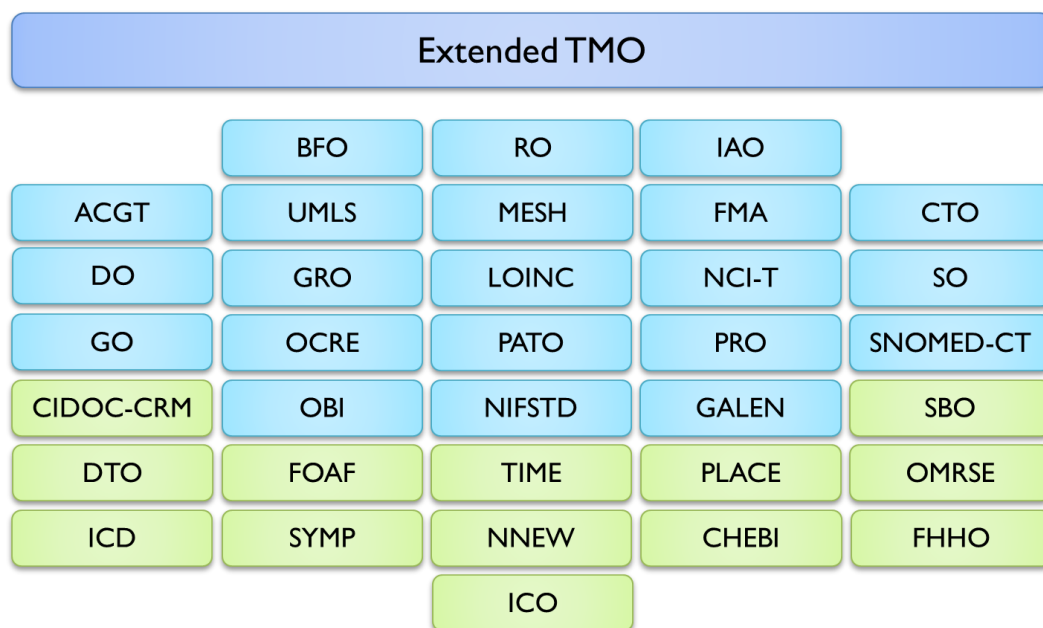 Extended TMO
BFO RO IAO
ACGT UMLS MESH FMA CTO
DO GRO LOINC NCI-T SO
GO OCRE PATO PRO SNOMED-CT
CIDOC-CRM OBI NIFSTD GALEN SBO
DTO FOAF TIME PLACE OMRSE
ICD SYMP NNEW CHEBI FHHO
ICO